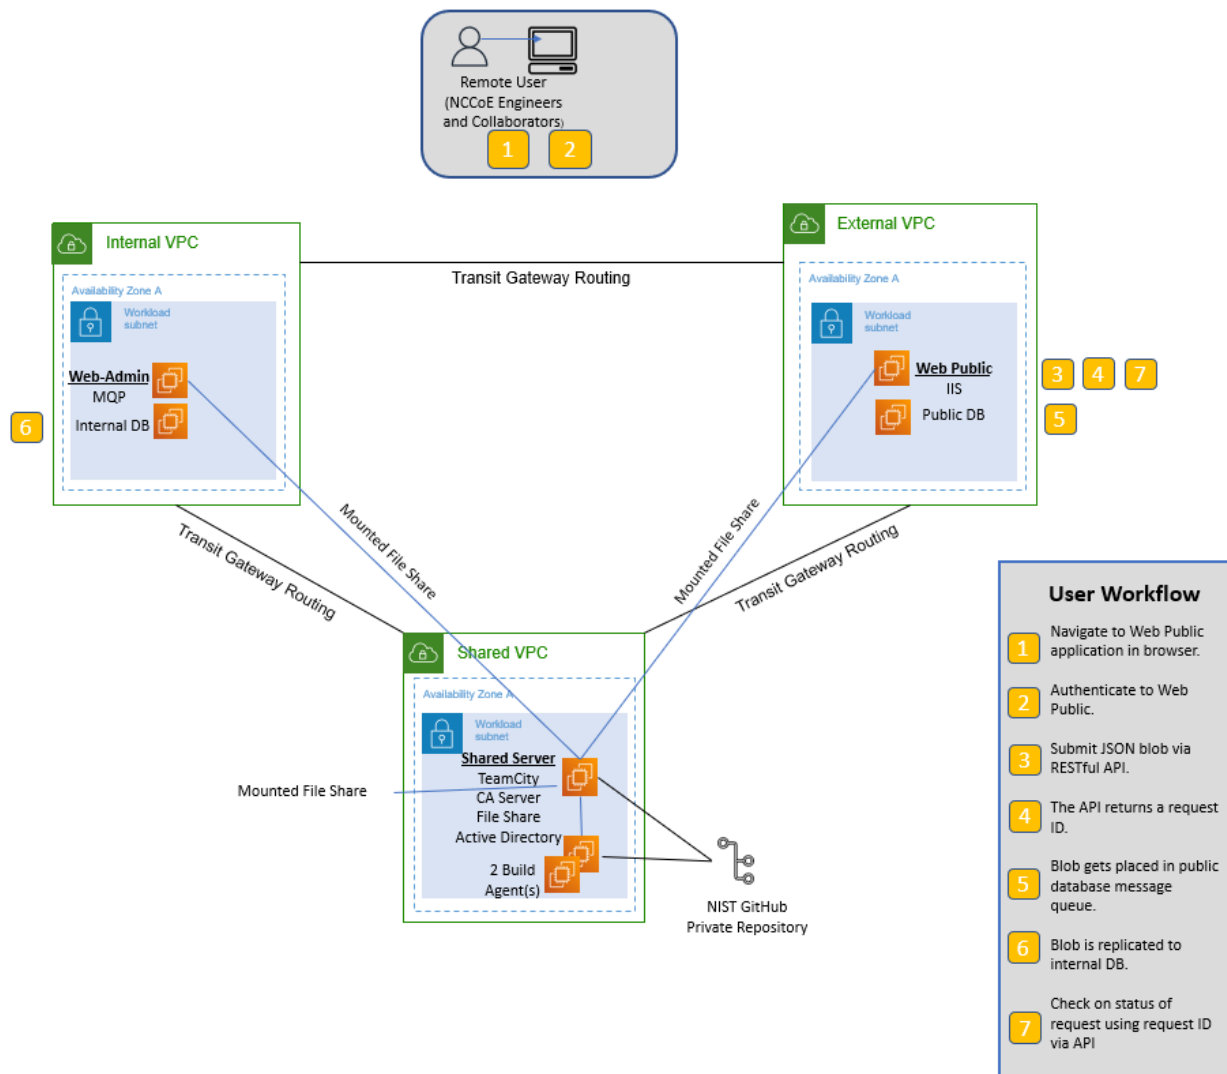 Remote User
(NCCoE Engineers
and Collaborators)
1
2
Internal VPC
Availability Zone A
Workload
subnet
Web-Admin
MQP
Internal DB
6
Transit Gateway Routing
External VPC
Availability Zone A
Workload
subnet
Web Public
IIS
Public DB
3
4
7
5
Transit Gateway Routing
Mounted File Share
Mounted File Share
Transit Gateway Routing
Shared VPC
Availability Zone A
Workload
subnet
Shared Server
TeamCity
CA Server
File Share
Active Directory
2 Build
Agent(s)
Mounted File Share
NIST GitHub
Private Repository
User Workflow
1
Navigate to Web Public
application in browser.
2
Authenticate to Web
Public.
3
Submit JSON blob via
RESTful API.
4
The API returns a request
ID.
5
Blob gets placed in public
database message
queue.
6
Blob is replicated to
internal DB.
7
Check on status of
request using request ID
via API